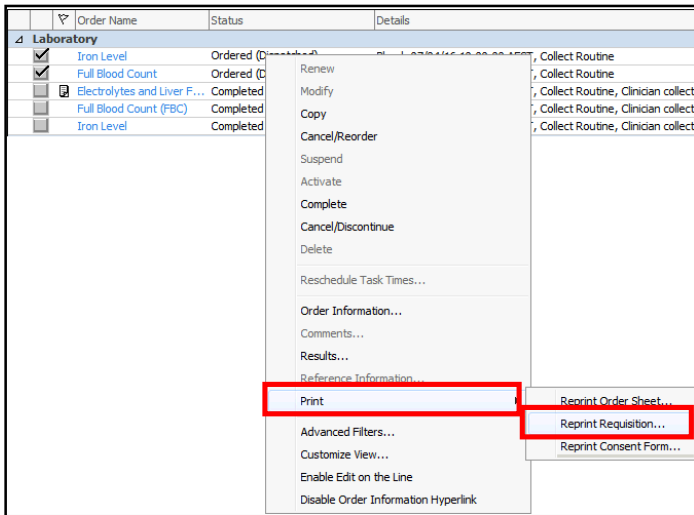 Order Name Status Details
Laboratory
Iron Level Ordered (Dispatched) AEST, Collect Routine
Full Blood Count Ordered (D , Collect Routine
Electrolytes and Liver F... Completed , Collect Routine, Clinician collect
Full Blood Count (FBC) Completed , Collect Routine, Clinician collect
Iron Level Completed , Collect Routine, Clinician collect
Renew
Modify
Copy
Cancel/Reorder
Suspend
Activate
Complete
Cancel/Discontinue
Delete
Reschedule Task Times...
Order Information...
Comments...
Results...
Reference Information...
Print
Reprint Order Sheet...
Reprint Requisition...
Reprint Consent Form...
Advanced Filters...
Customize View...
Enable Edit on the Line
Disable Order Information Hyperlink